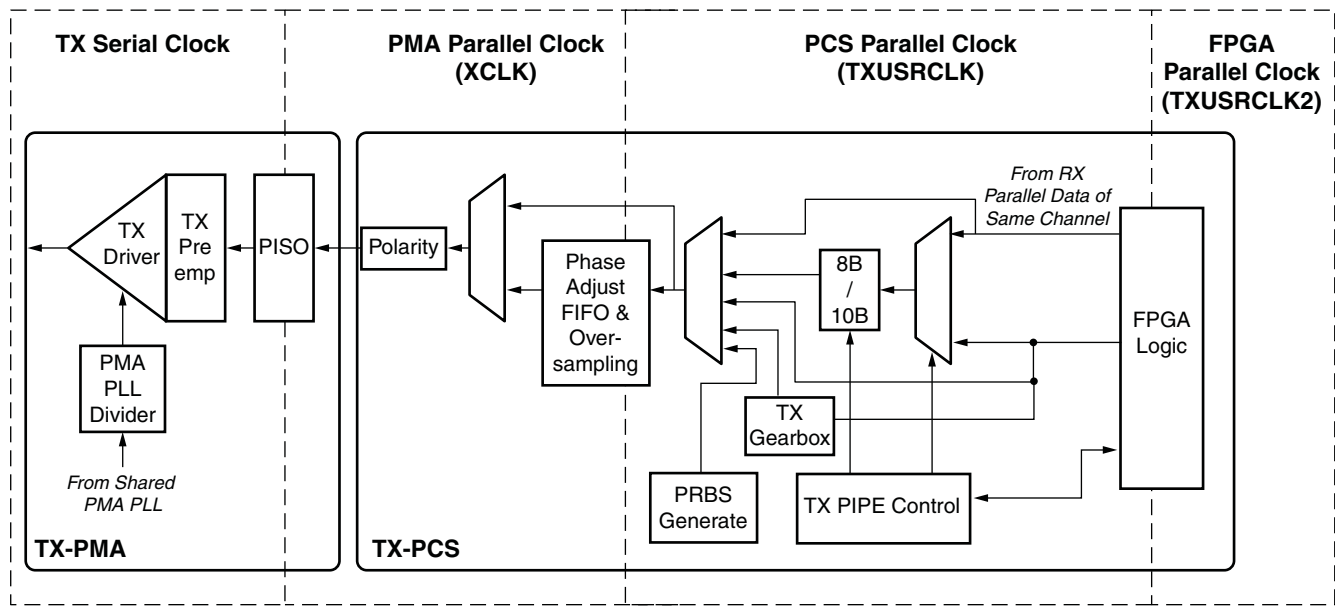 TX Serial Clock
PMA Parallel Clock
(XCLK)
PCS Parallel Clock
(TXUSRCLK)
FPGA
Parallel Clock
(TXUSRCLK2)
From RX
Parallel Data of
Same Channel
TX
Driver
TX
Pre
emp
PISO
Polarity
Phase
Adjust
FIFO &
Over-
sampling
8B
/
10B
FPGA
Logic
PMA
PLL
Divider
TX
Gearbox
From Shared
PMA PLL
PRBS
Generate
TX PIPE Control
TX-PMA
TX-PCS